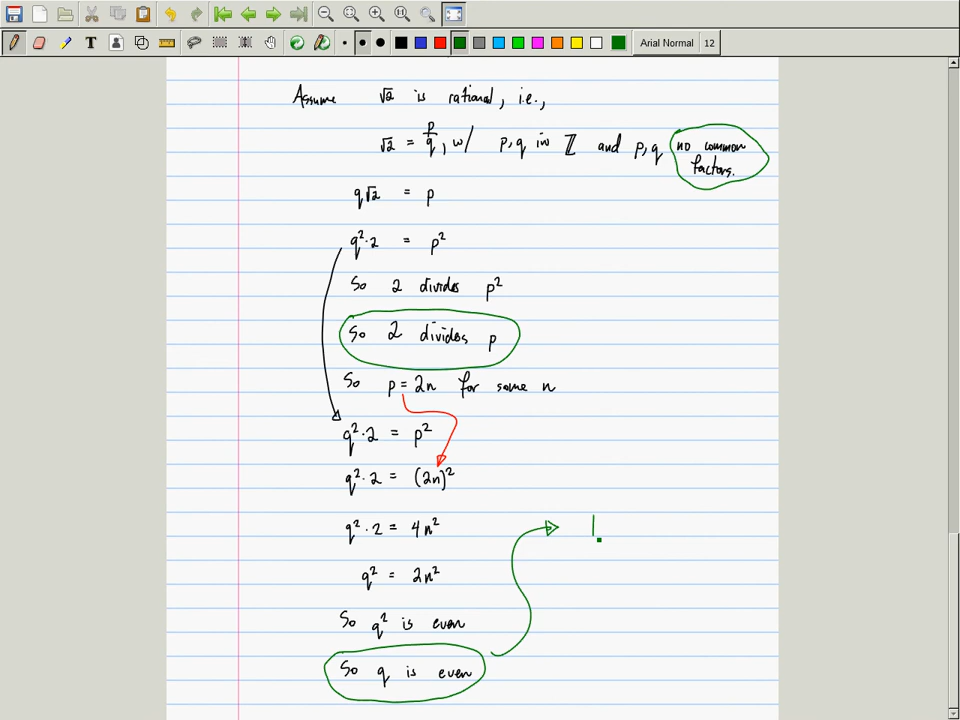 Arial Normal 12
Assume √2 is rational, i.e.,
√2 = p/q, w/ p,q in ℤ and p,q no common
factors.
q√2 = p
q²·2 = p²
So 2 divides p²
So 2 divides p
So p = 2n for some n
q²·2 = p²
q²·2 = (2n)²
q²·2 = 4n²
q² = 2n²
So q² is even
So q is even